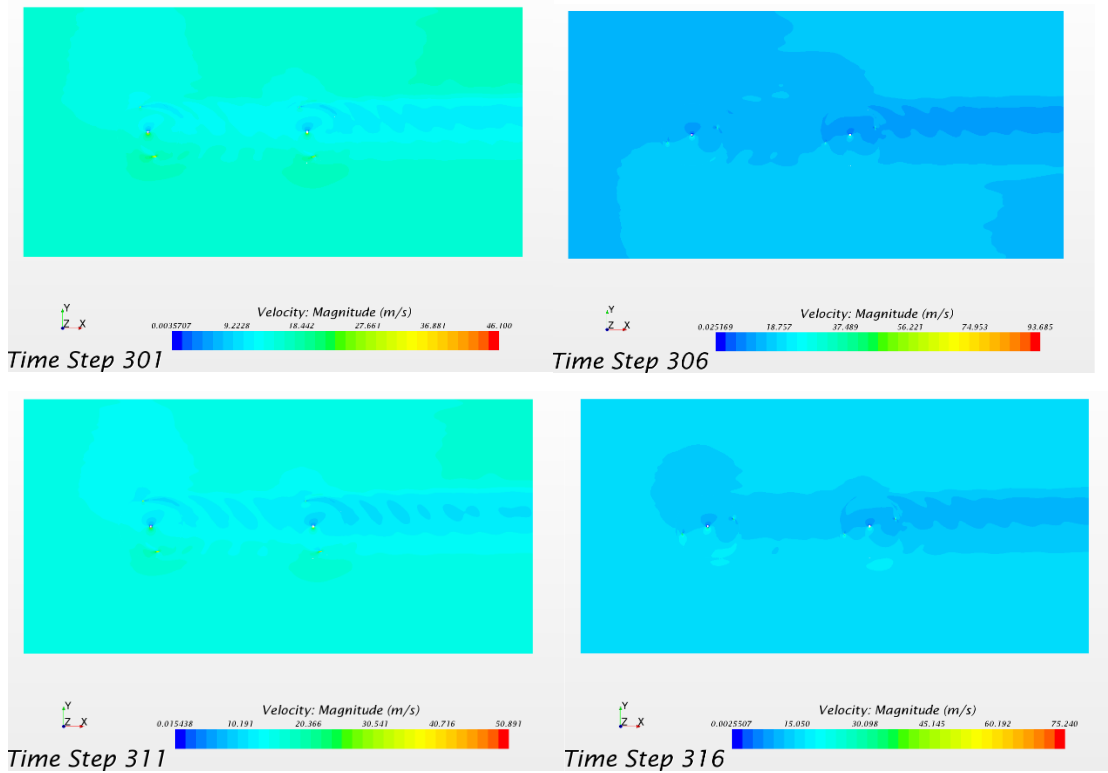 Y
Z X
Velocity: Magnitude (m/s)
0.0035707 9.2228 18.442 27.661 36.881 46.100
Time Step 301
Y
Z X
Velocity: Magnitude (m/s)
0.025769 18.757 37.489 56.221 74.953 93.685
Time Step 306
Y
Z X
Velocity: Magnitude (m/s)
0.015438 10.191 20.366 30.541 40.716 50.891
Time Step 311
Y
Z X
Velocity: Magnitude (m/s)
0.0025507 15.050 30.098 45.145 60.192 75.240
Time Step 316